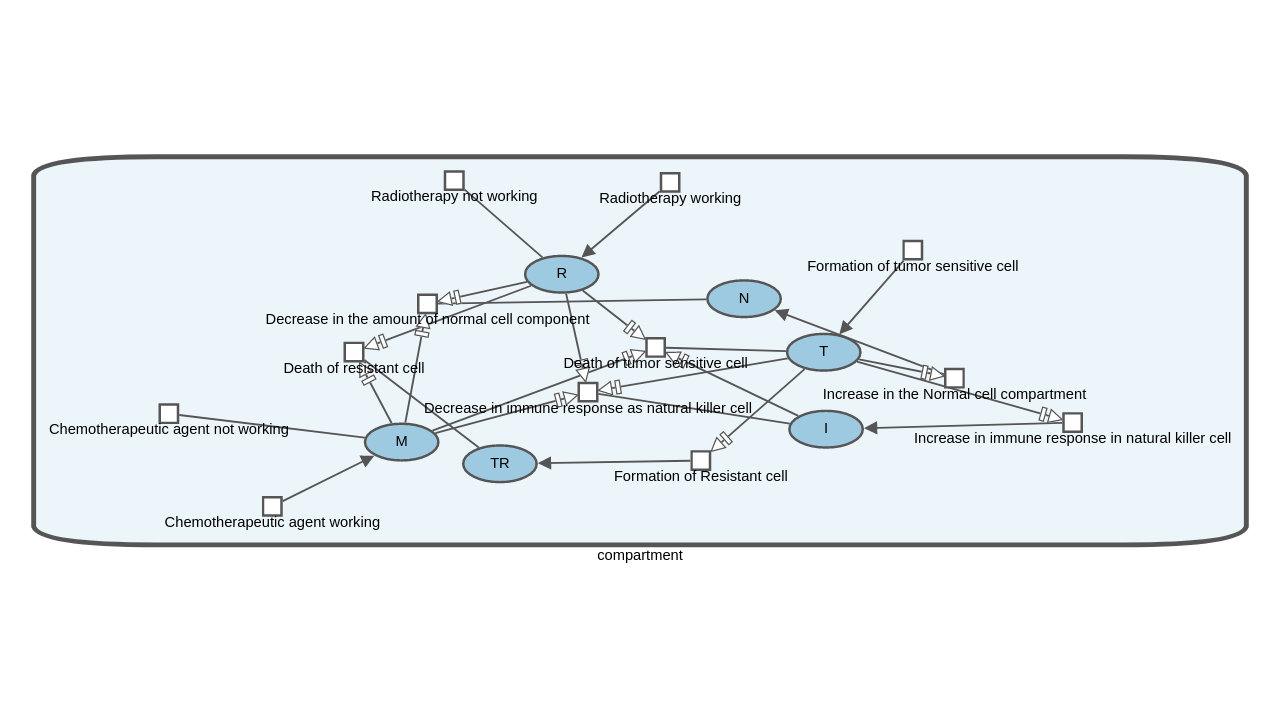 Radiotherapy not working
Radiotherapy working
Formation of tumor sensitive cell
R
N
Decrease in the amount of normal cell component
T
Death of tumor sensitive cell
Death of resistant cell
Increase in the Normal cell compartment
Decrease in immune response as natural killer cell
Chemotherapeutic agent not working
I
Increase in immune response in natural killer cell
M
TR
Formation of Resistant cell
Chemotherapeutic agent working
compartment